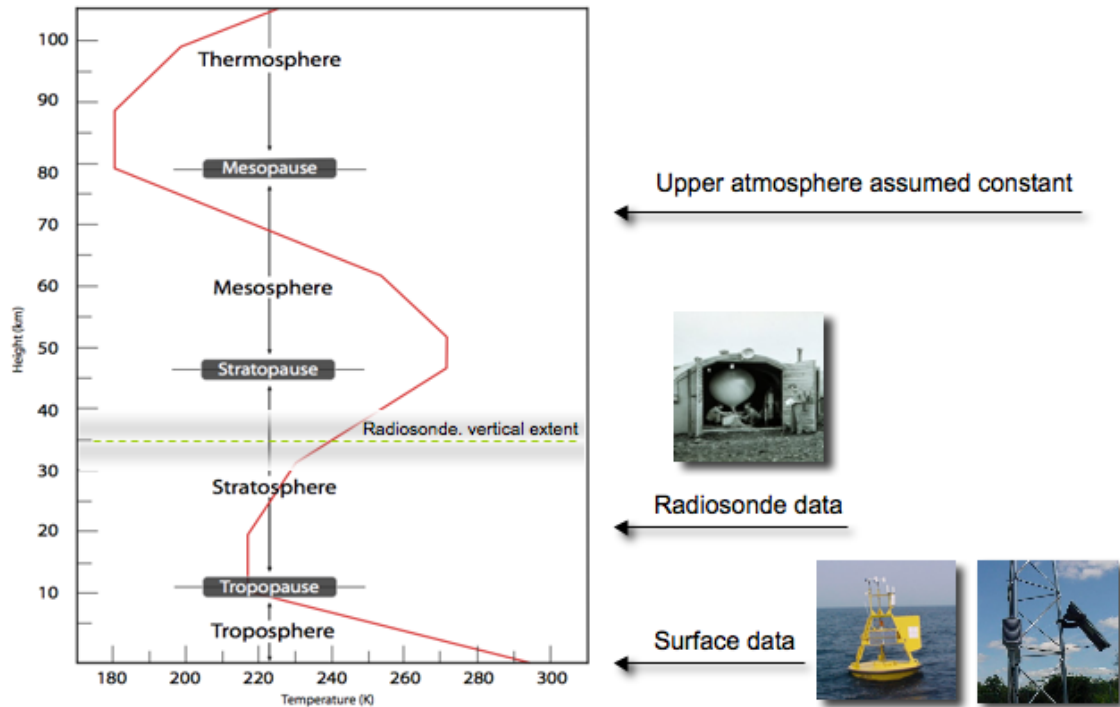 100
Thermosphere
90
Mesopause
80
Upper atmosphere assumed constant
70
60
Mesosphere
Height (km)
50
Stratopause
40
Radiosonde. vertical extent
30
Stratosphere
Radiosonde data
20
Tropopause
10
Troposphere
Surface data
180 200 220 240 260 280 300
Temperature (K)